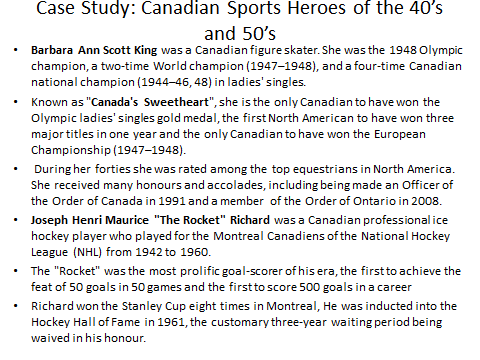 Case Study: Canadian Sports Heroes of the 40's
and 50's
• Barbara Ann Scott King was a Canadian figure skater. She was the 1948 Olympic
champion, a two-time World champion (1947–1948), and a four-time Canadian
national champion (1944–46, 48) in ladies' singles.
• Known as "Canada's Sweetheart", she is the only Canadian to have won the
Olympic ladies' singles gold medal, the first North American to have won three
major titles in one year and the only Canadian to have won the European
Championship (1947–1948).
• During her forties she was rated among the top equestrians in North America.
She received many honours and accolades, including being made an Officer of
the Order of Canada in 1991 and a member of the Order of Ontario in 2008.
• Joseph Henri Maurice "The Rocket" Richard was a Canadian professional ice
hockey player who played for the Montreal Canadiens of the National Hockey
League (NHL) from 1942 to 1960.
• The "Rocket" was the most prolific goal-scorer of his era, the first to achieve the
feat of 50 goals in 50 games and the first to score 500 goals in a career
• Richard won the Stanley Cup eight times in Montreal, He was inducted into the
Hockey Hall of Fame in 1961, the customary three-year waiting period being
waived in his honour.